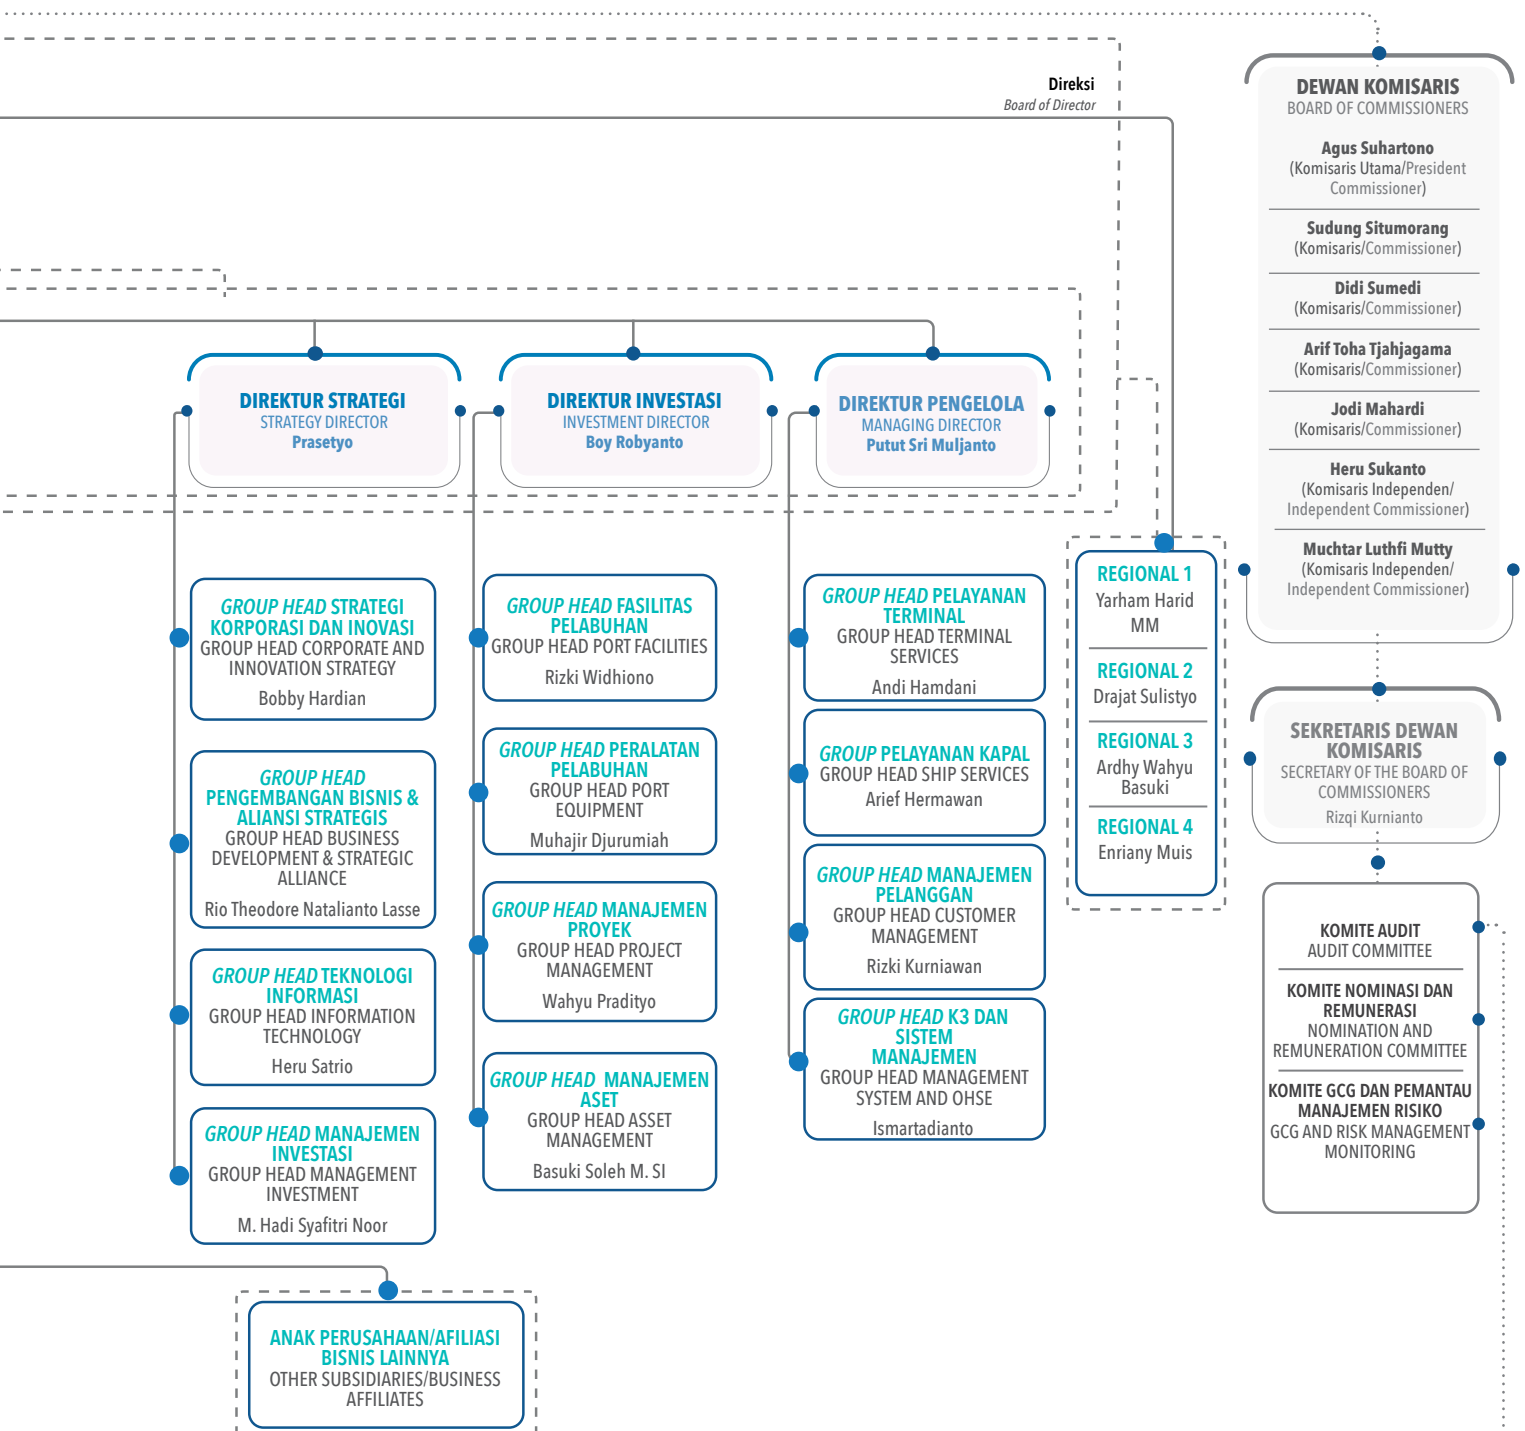 Direksi
Board of Director
DEWAN KOMISARIS
BOARD OF COMMISSIONERS
Agus Suhartono
(Komisaris Utama/President
Commissioner)
Sudung Situmorang
(Komisaris/Commissioner)
Didi Sumedi
(Komisaris/Commissioner)
Arif Toha Tjahjagama
(Komisaris/Commissioner)
Jodi Mahardi
(Komisaris/Commissioner)
Heru Sukanto
(Komisaris Independen/
Independent Commissioner)
Muchtar Luthfi Mutty
(Komisaris Independen/
Independent Commissioner)
DIREKTUR STRATEGI
STRATEGY DIRECTOR
Prasetyo
DIREKTUR INVESTASI
INVESTMENT DIRECTOR
Boy Robyanto
DIREKTUR PENGELOLA
MANAGING DIRECTOR
Putut Sri Muljanto
GROUP HEAD STRATEGI
KORPORASI DAN INOVASI
GROUP HEAD CORPORATE AND
INNOVATION STRATEGY
Bobby Hardian
GROUP HEAD
PENGEMBANGAN BISNIS &
ALIANSI STRATEGIS
GROUP HEAD BUSINESS
DEVELOPMENT & STRATEGIC
ALLIANCE
Rio Theodore Natalianto Lasse
GROUP HEAD TEKNOLOGI
INFORMASI
GROUP HEAD INFORMATION
TECHNOLOGY
Heru Satrio
GROUP HEAD MANAJEMEN
INVESTASI
GROUP HEAD MANAGEMENT
INVESTMENT
M. Hadi Syafitri Noor
GROUP HEAD FASILITAS
PELABUHAN
GROUP HEAD PORT FACILITIES
Rizki Widhiono
GROUP HEAD PERALATAN
PELABUHAN
GROUP HEAD PORT
EQUIPMENT
Muhajir Djurumiah
GROUP HEAD MANAJEMEN
PROYEK
GROUP HEAD PROJECT
MANAGEMENT
Wahyu Pradityo
GROUP HEAD MANAJEMEN
ASET
GROUP HEAD ASSET
MANAGEMENT
Basuki Soleh M. SI
GROUP HEAD PELAYANAN
TERMINAL
GROUP HEAD TERMINAL
SERVICES
Andi Hamdani
GROUP PELAYANAN KAPAL
GROUP HEAD SHIP SERVICES
Arief Hermawan
GROUP HEAD MANAJEMEN
PELANGGAN
GROUP HEAD CUSTOMER
MANAGEMENT
Rizki Kurniawan
GROUP HEAD K3 DAN
SISTEM
MANAJEMEN
GROUP HEAD MANAGEMENT
SYSTEM AND OHSE
Ismartadianto
REGIONAL 1
Yarham Harid
MM
REGIONAL 2
Drajat Sulistyo
REGIONAL 3
Ardhy Wahyu
Basuki
REGIONAL 4
Enriany Muis
SEKRETARIS DEWAN
KOMISARIS
SECRETARY OF THE BOARD OF
COMMISSIONERS
Rizqi Kurnianto
KOMITE AUDIT
AUDIT COMMITTEE
KOMITE NOMINASI DAN
REMUNERASI
NOMINATION AND
REMUNERATION COMMITTEE
KOMITE GCG DAN PEMANTAU
MANAJEMEN RISIKO
GCG AND RISK MANAGEMENT
MONITORING
ANAK PERUSAHAAN/AFILIASI
BISNIS LAINNYA
OTHER SUBSIDIARIES/BUSINESS
AFFILIATES